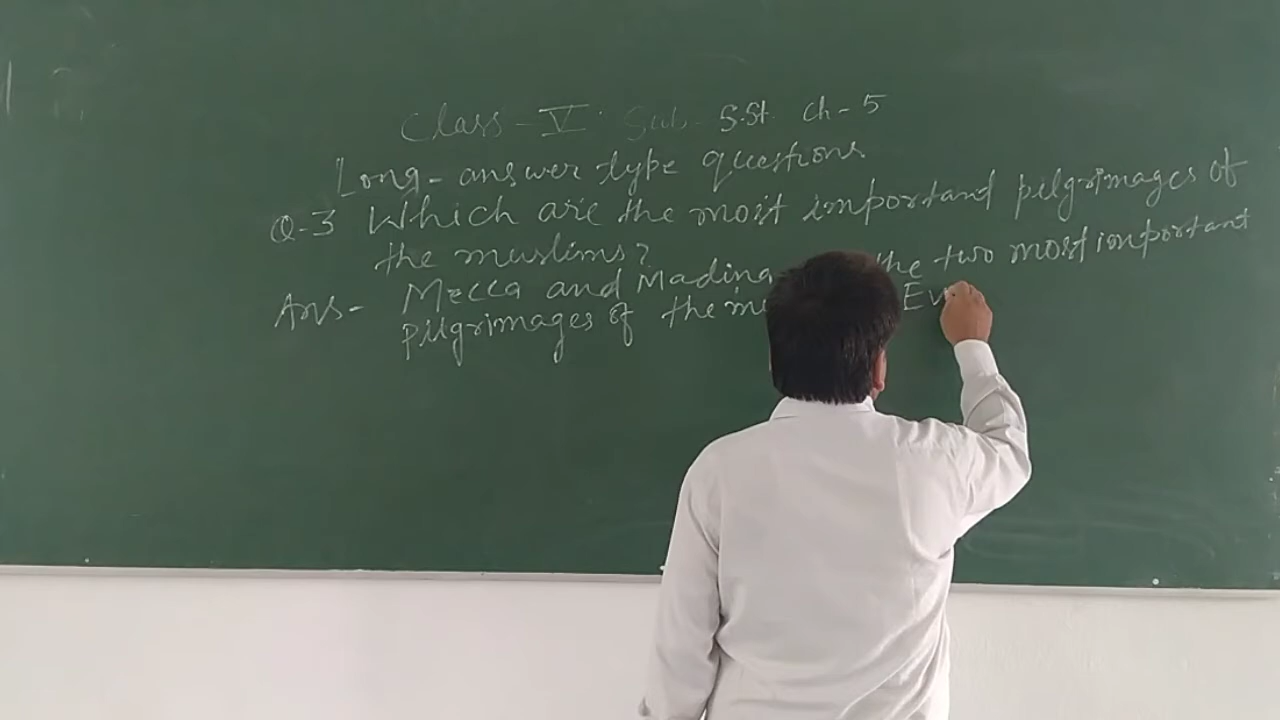 Class - V. Sub. S.St. Ch - 5
Long - answer type questions
Q-3 Which are the most important pilgrimages of
the muslims?
Ans- Mecca and Madina the two most important
pilgrimages of the Ev